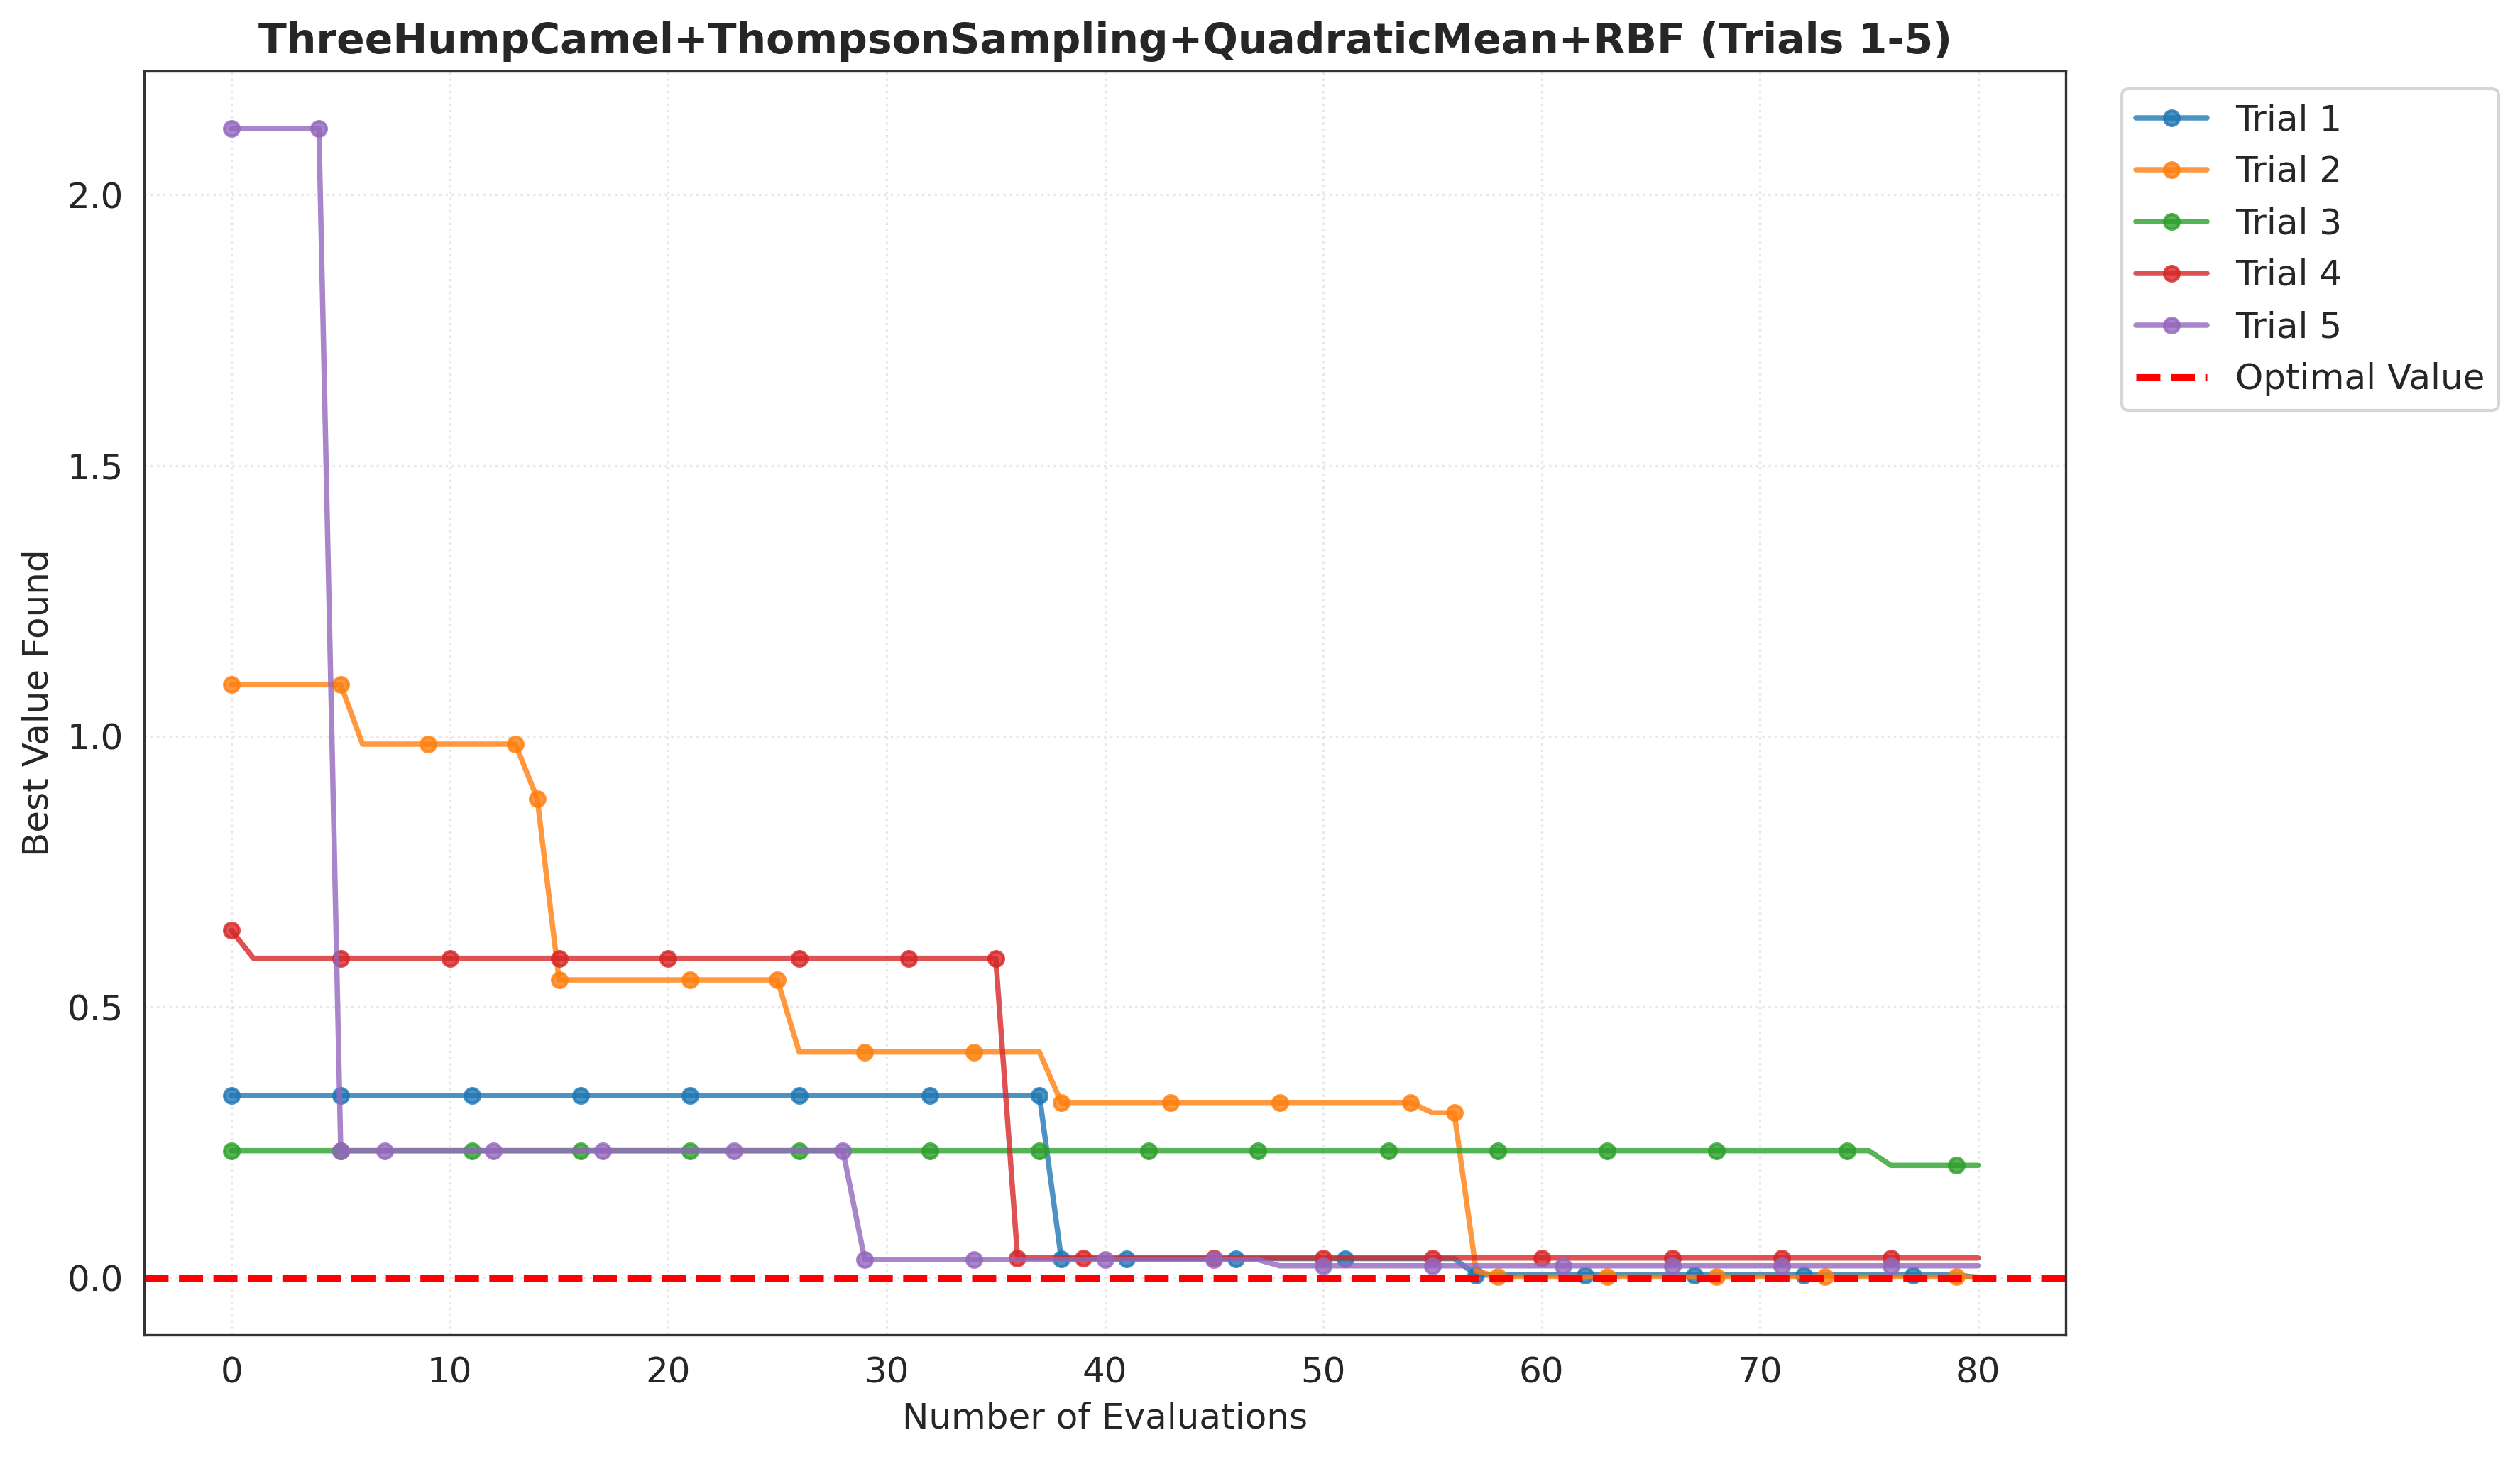 ThreeHumpCamel+ThompsonSampling+QuadraticMean+RBF (Trials 1-5)
Trial 1
Trial 2
Trial 3
Trial 4
Trial 5
Optimal Value
Best Value Found
2.0
1.5
1.0
0.5
0.0
0 10 20 30 40 50 60 70 80
Number of Evaluations